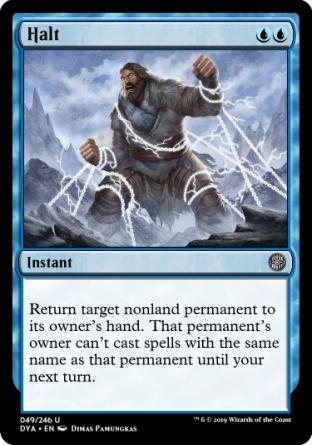 Halt
Instant
Return target nonland permanent to
its owner's hand. That permanent's
owner can't cast spells with the same
name as that permanent until your
next turn.
049/246 U
DYA • EN DIMAS PAMUNGKAS
™ & © 2019 Wizards of the Coast